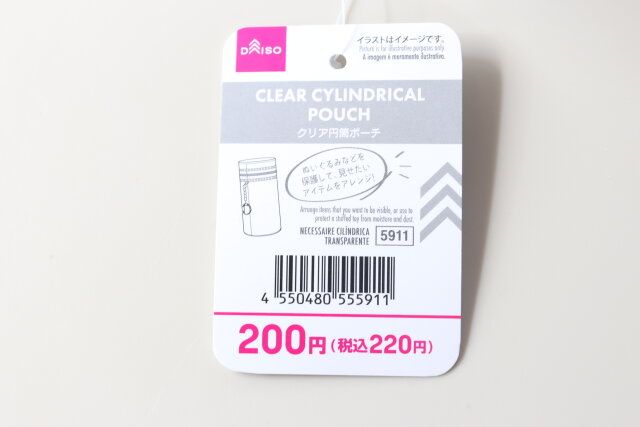 DAISO
イラストはイメージです。
Picture is for illustrative purposes only.
A imagem é meramente ilustrativa.
CLEAR CYLINDRICAL
POUCH
クリア円筒ポーチ
ぬいぐるみなどを
保護して、見せたい
アイテムをアレンジ!
Arrange items that you want to be visible, or use to
protect a stuffed toy from moisture and dust.
NECESSAIRE CILÍNDRICA
TRANSPARENTE
5911
4 550480 555911
200円(税込220円)